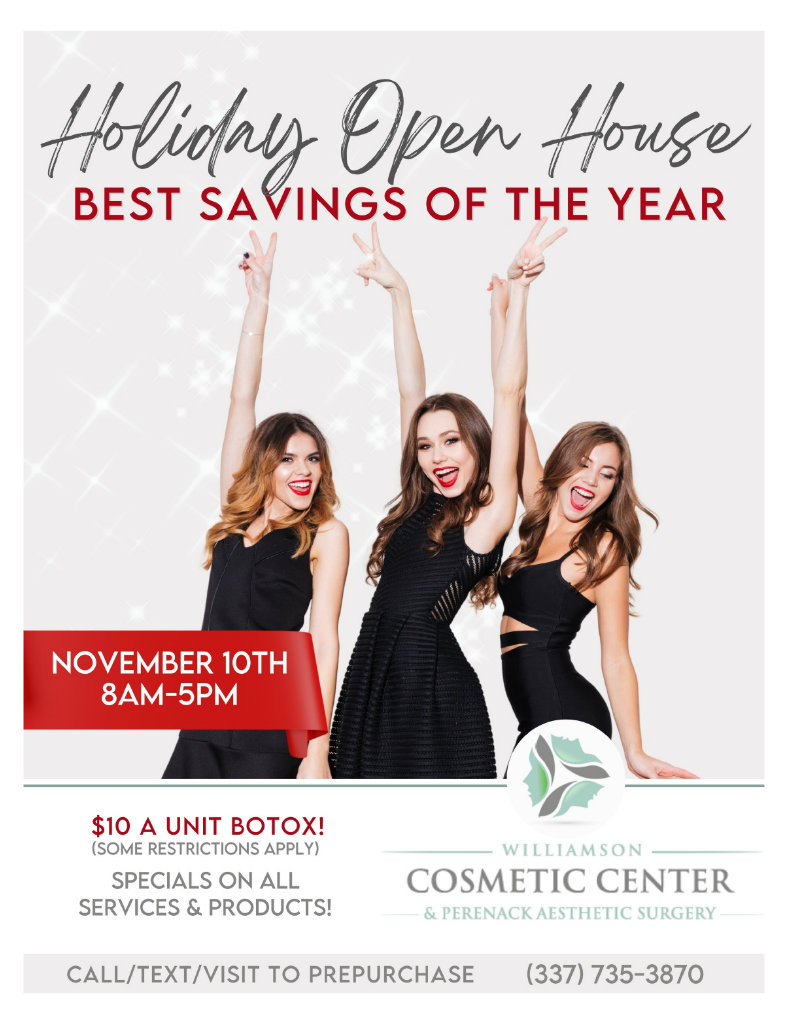 Holiday Open House
BEST SAVINGS OF THE YEAR
NOVEMBER 10TH
8AM-5PM
$10 A UNIT BOTOX!
(SOME RESTRICTIONS APPLY)
SPECIALS ON ALL
SERVICES & PRODUCTS!
WILLIAMSON
COSMETIC CENTER
& PERENACK AESTHETIC SURGERY
CALL/TEXT/VISIT TO PREPURCHASE (337) 735-3870